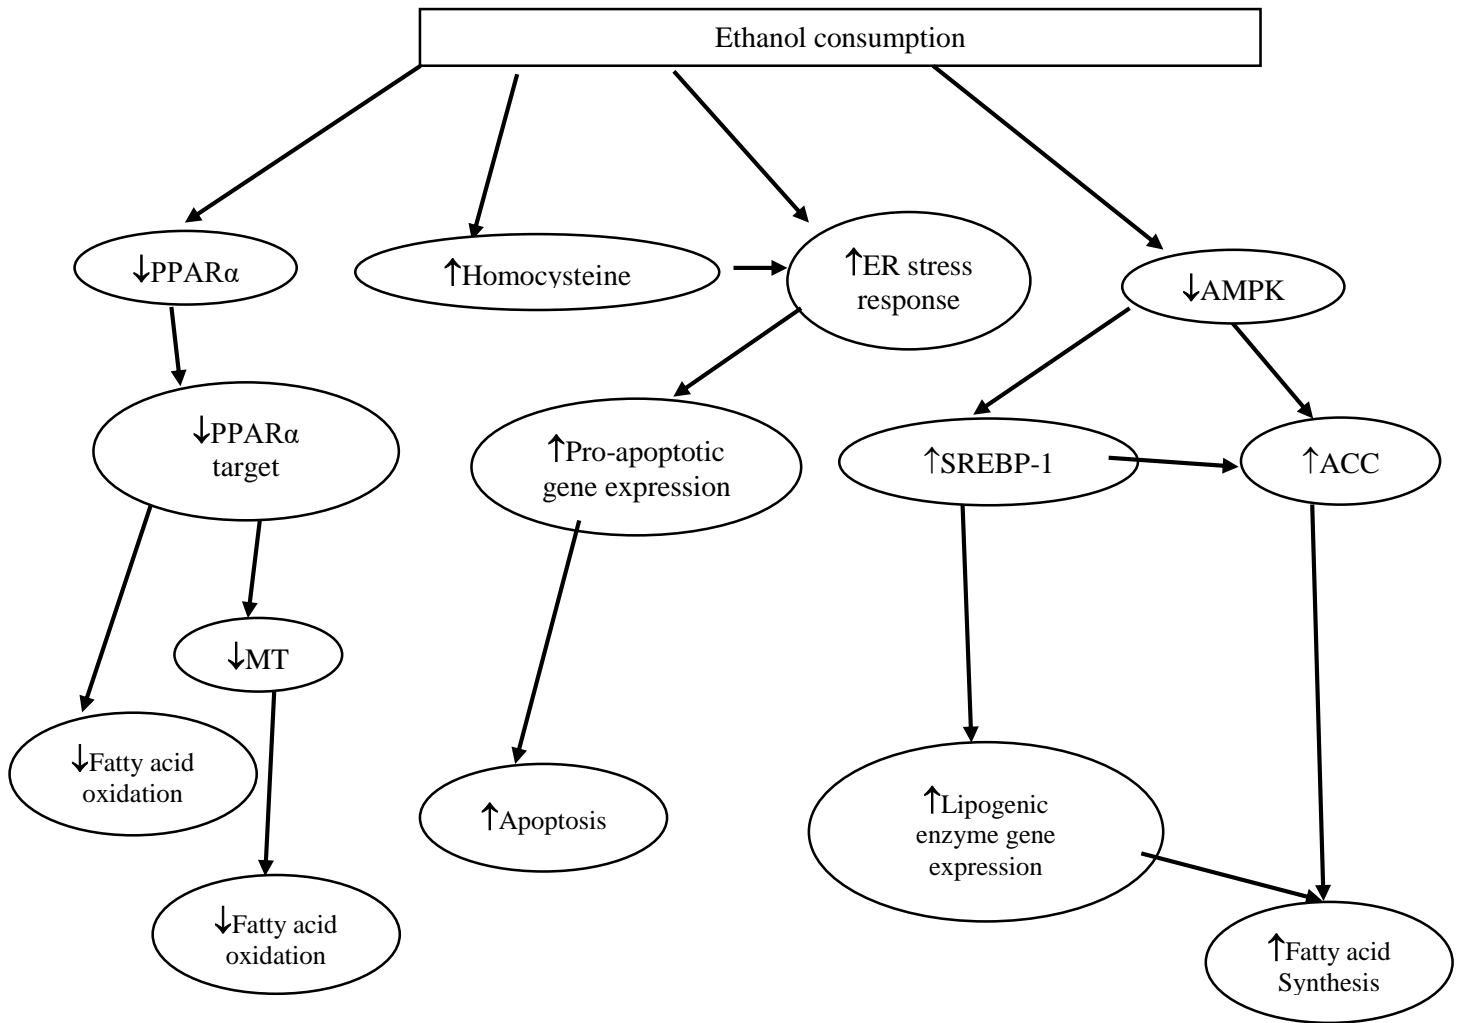 Ethanol consumption
↓PPARα
↑Homocysteine
↑ER stress
response
↓AMPK
↓PPARα
target
↑Pro-apoptotic
gene expression
↑SREBP-1
↑ACC
↓MT
↓Fatty acid
oxidation
↑Apoptosis
↑Lipogenic
enzyme gene
expression
↓Fatty acid
oxidation
↑Fatty acid
Synthesis